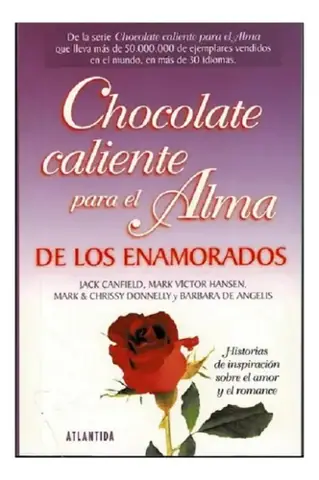 De la serie Chocolate caliente para el Alma
que lleva más de 50.000.000 de ejemplares vendidos
en el mundo, en más de 30 idiomas.
Chocolate
caliente
para el Alma
DE LOS ENAMORADOS
JACK CANFIELD, MARK VICTOR HANSEN,
MARK & CHRISSY DONNELLY y BARBARA DE ANGELIS
Historias
de inspiración
sobre el amor
y el romance
ATLANTIDA